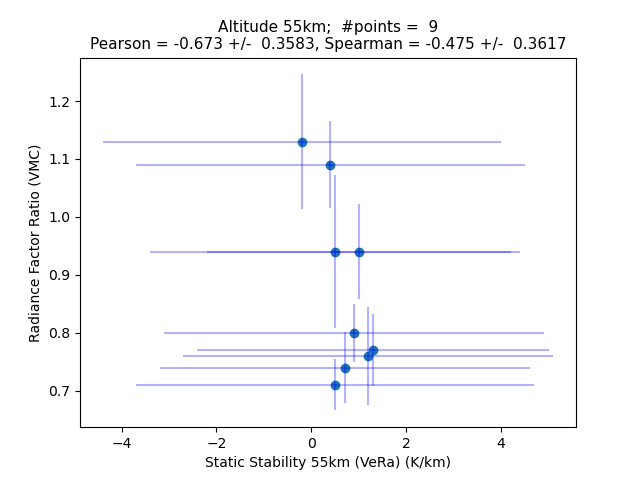 Altitude 55km;  #points =  9
Pearson = -0.673 +/-  0.3583, Spearman = -0.475 +/-  0.3617
1.2
1.1
1.0
0.9
0.8
0.7
Radiance Factor Ratio (VMC)
−4
−2
0
2
4
Static Stability 55km (VeRa) (K/km)